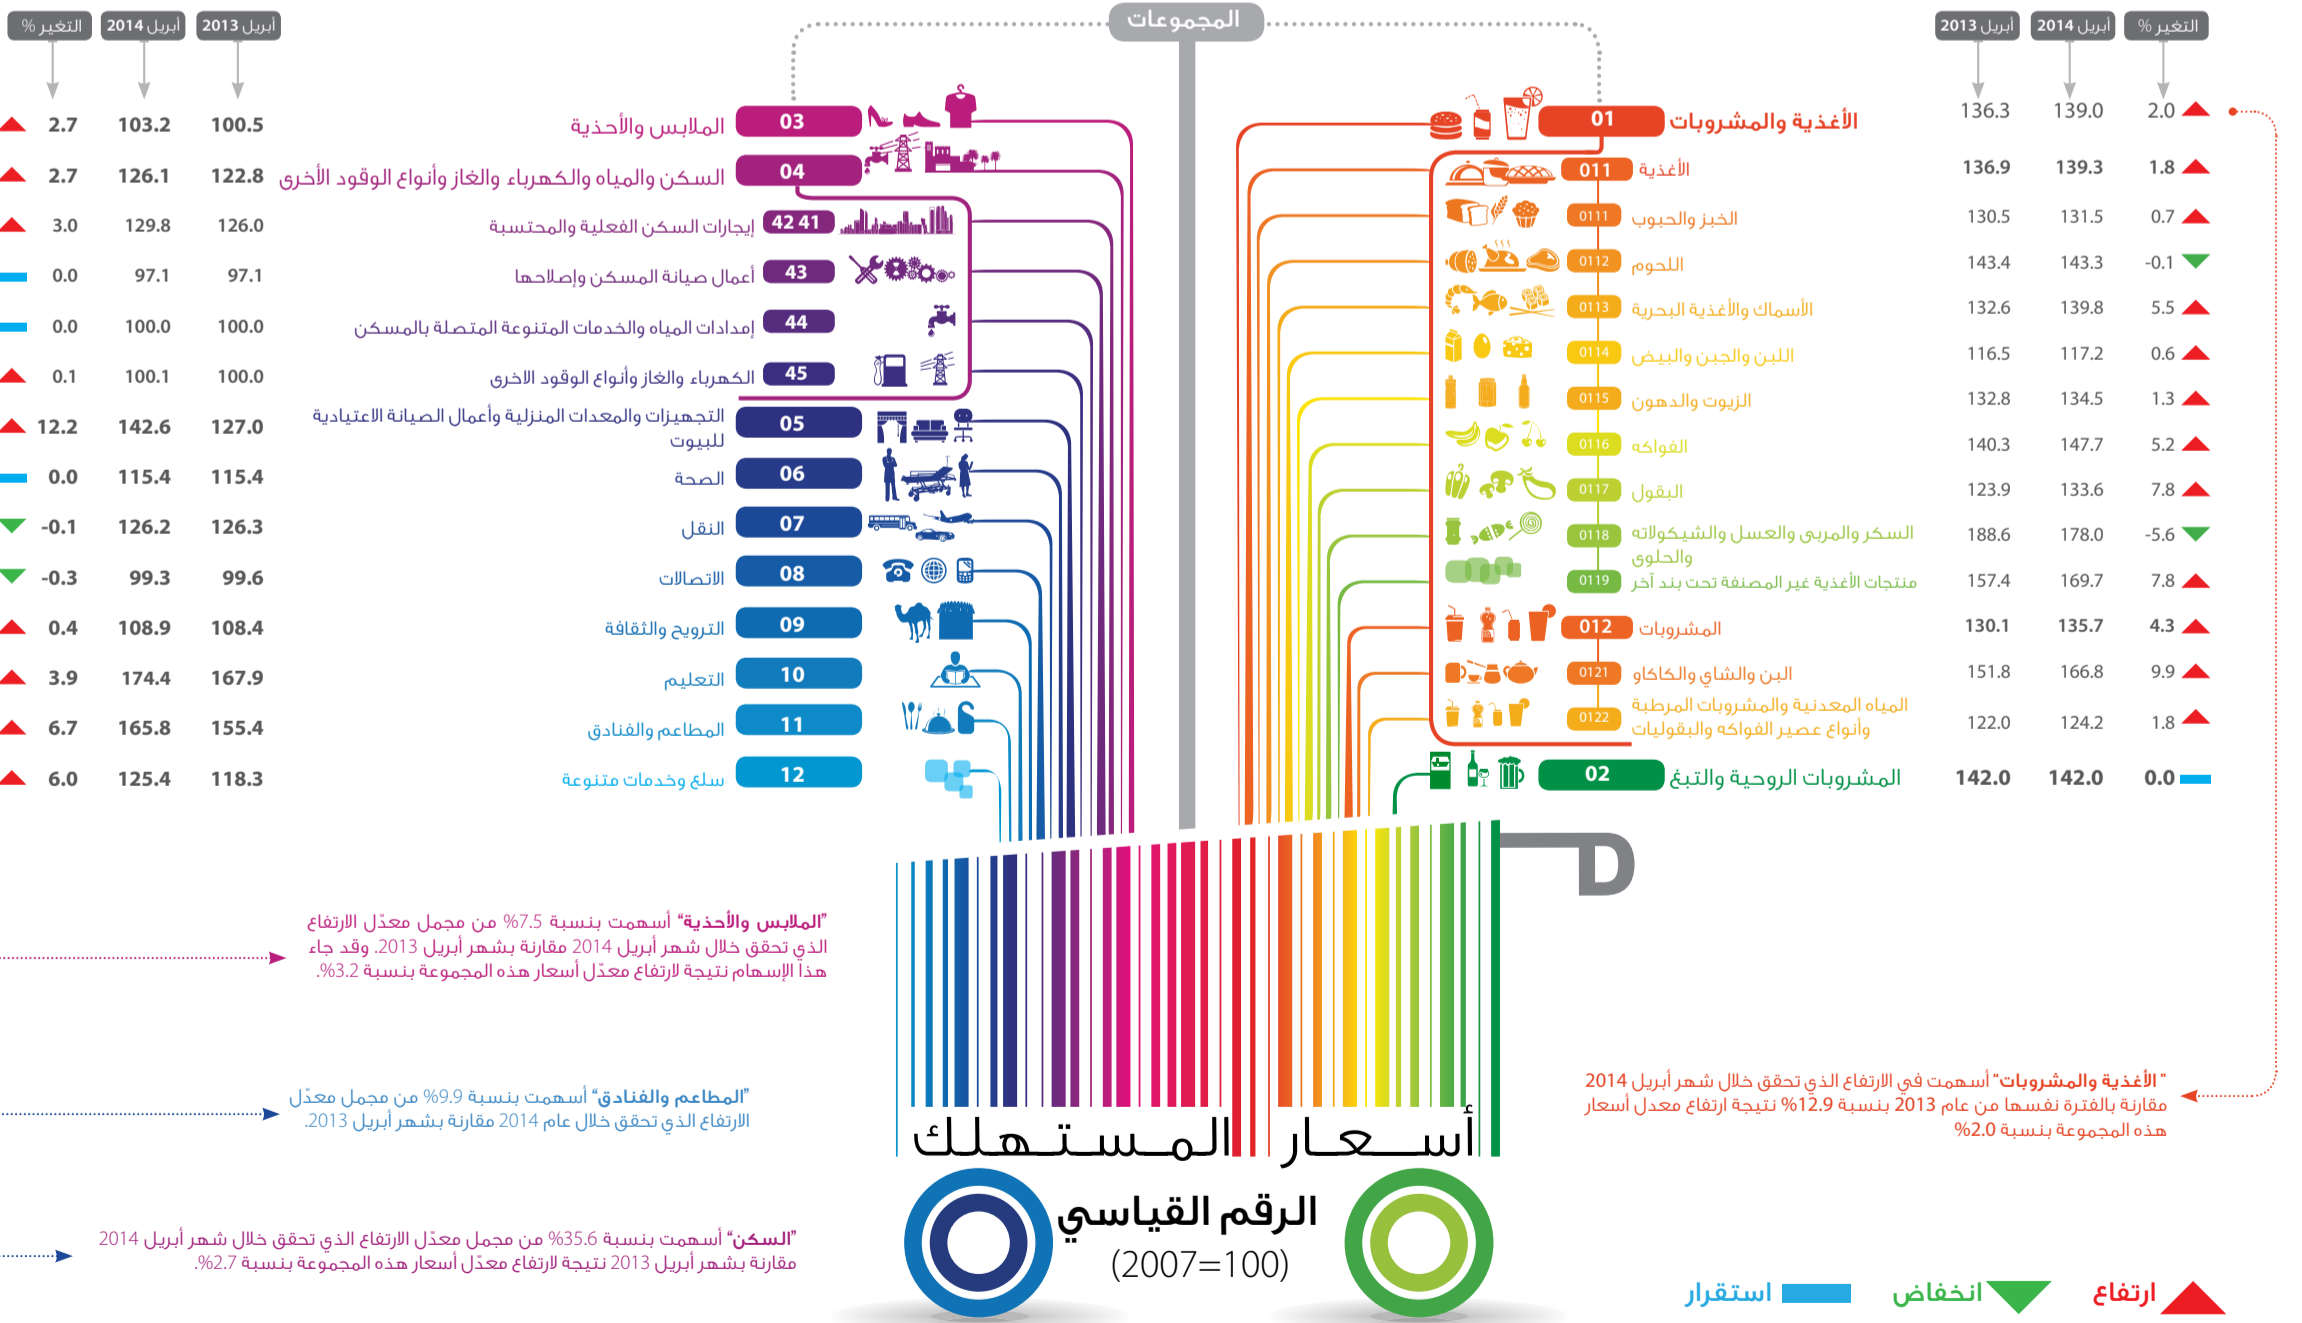 المجموعات
أبريل 2013 أبريل 2014 التغير %
01 الأغذية والمشروبات 136.3 139.0 2.0
011 الأغذية 136.9 139.3 1.8
0111 الخبز والحبوب 130.5 131.5 0.7
0112 اللحوم 143.4 143.3 -0.1
0113 الأسماك والأغذية البحرية 132.6 139.8 5.5
0114 اللبن والجبن والبيض 116.5 117.2 0.6
0115 الزيوت والدهون 132.8 134.5 1.3
0116 الفواكه 140.3 147.7 5.2
0117 البقول 123.9 133.6 7.8
0118 السكر والمربى والعسل والشيكولاته 188.6 178.0 -5.6
والحلوى
0119 منتجات الأغذية غير المصنفة تحت بند آخر 157.4 169.7 7.8
012 المشروبات 130.1 135.7 4.3
0121 البن والشاي والكاكاو 151.8 166.8 9.9
0122 المياه المعدنية والمشروبات المرطبة
وأنواع عصير الفواكه والبقوليات 122.0 124.2 1.8
02 المشروبات الروحية والتبغ 142.0 142.0 0.0
أبريل 2013 أبريل 2014 التغير %
03 الملابس والأحذية 100.5 103.2 2.7
04 السكن والمياه والكهرباء والغاز وأنواع الوقود الأخرى 122.8 126.1 2.7
42 41 إيجارات السكن الفعلية والمحتسبة 126.0 129.8 3.0
43 أعمال صيانة المسكن وإصلاحها 97.1 97.1 0.0
44 إمدادات المياه والخدمات المتنوعة المتصلة بالمسكن 100.0 100.0 0.0
45 الكهرباء والغاز وأنواع الوقود الاخرى 100.0 100.1 0.1
05 التجهيزات والمعدات المنزلية وأعمال الصيانة الاعتيادية 127.0 142.6 12.2
للبيوت
06 الصحة 115.4 115.4 0.0
07 النقل 126.3 126.2 -0.1
08 الاتصالات 99.6 99.3 -0.3
09 الترويح والثقافة 108.4 108.9 0.4
10 التعليم 167.9 174.4 3.9
11 المطاعم والفنادق 155.4 165.8 6.7
12 سلع وخدمات متنوعة 118.3 125.4 6.0
"الملابس والأحذية" أسهمت بنسبة 7.5% من مجمل معدّل الارتفاع
الذي تحقق خلال شهر أبريل 2014 مقارنة بشهر أبريل 2013. وقد جاء
هذا الإسهام نتيجة لارتفاع معدّل أسعار هذه المجموعة بنسبة 3.2%.
"الأغذية والمشروبات" أسهمت في الارتفاع الذي تحقق خلال شهر أبريل 2014
مقارنة بالفترة نفسها من عام 2013 بنسبة 12.9% نتيجة ارتفاع معدل أسعار
هذه المجموعة بنسبة 2.0%
"المطاعم والفنادق" أسهمت بنسبة 9.9% من مجمل معدّل
الارتفاع الذي تحقق خلال عام 2014 مقارنة بشهر أبريل 2013.
أســعـار المـستـهلك
الرقم القياسي
(2007=100)
"السكن" أسهمت بنسبة 35.6% من مجمل معدّل الارتفاع الذي تحقق خلال شهر أبريل 2014
مقارنة بشهر أبريل 2013 نتيجة لارتفاع معدّل أسعار هذه المجموعة بنسبة 2.7%.
ارتفاع انخفاض استقرار